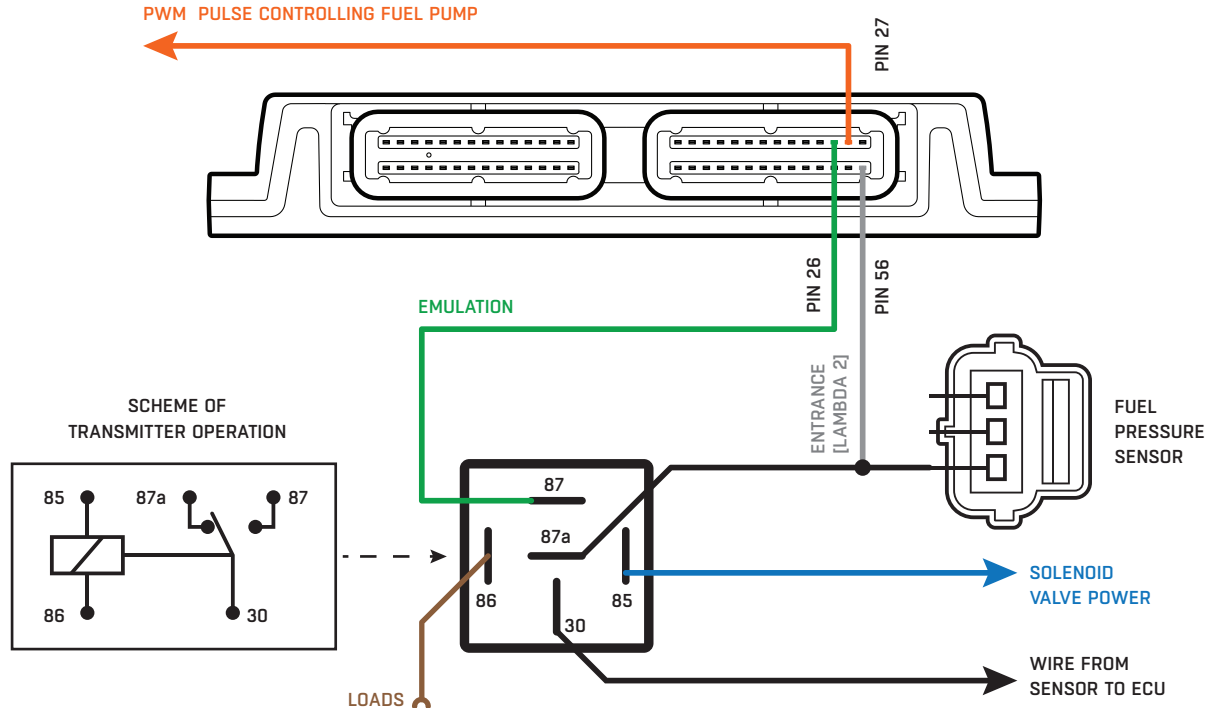 PWM PULSE CONTROLLING FUEL PUMP
PIN 27
PIN 26
PIN 56
EMULATION
ENTRANCE
[LAMBDA 2]
FUEL
PRESSURE
SENSOR
SCHEME OF
TRANSMITTER OPERATION
85
87a
87
86
30
87
87a
86
85
30
SOLENOID
VALVE POWER
WIRE FROM
SENSOR TO ECU
LOADS